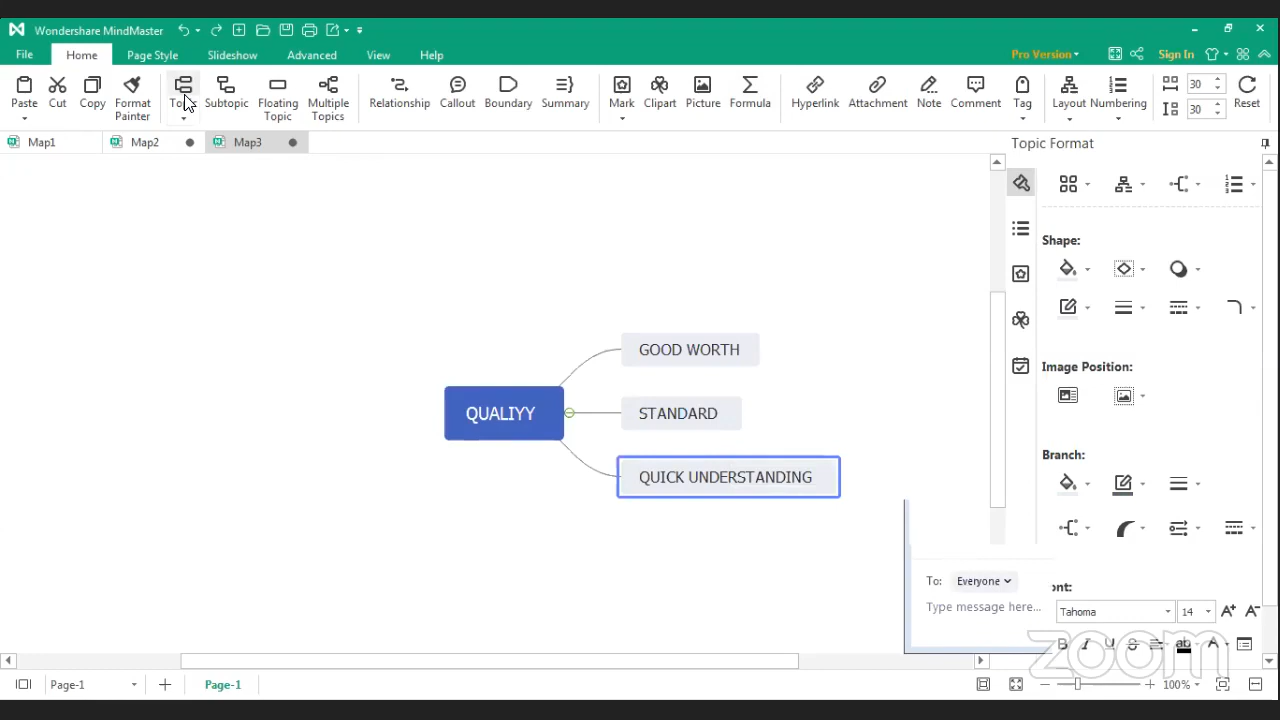 Wondershare MindMaster
File Home Page Style Slideshow Advanced View Help Pro Version Sign In
Paste Cut Copy Format Painter Topic Subtopic Floating Topic Multiple Topics Relationship Callout Boundary Summary Mark Clipart Picture Formula Hyperlink Attachment Note Comment Tag Layout Numbering 30 30 Reset
Map1 Map2 Map3
Topic Format
Shape:
GOOD WORTH
Image Position:
QUALIYY STANDARD
Branch:
QUICK UNDERSTANDING
To: Everyone
Type message here...
Tahoma 14 A+ A-
B I U S ab A
zoom
Page-1 Page-1 100%